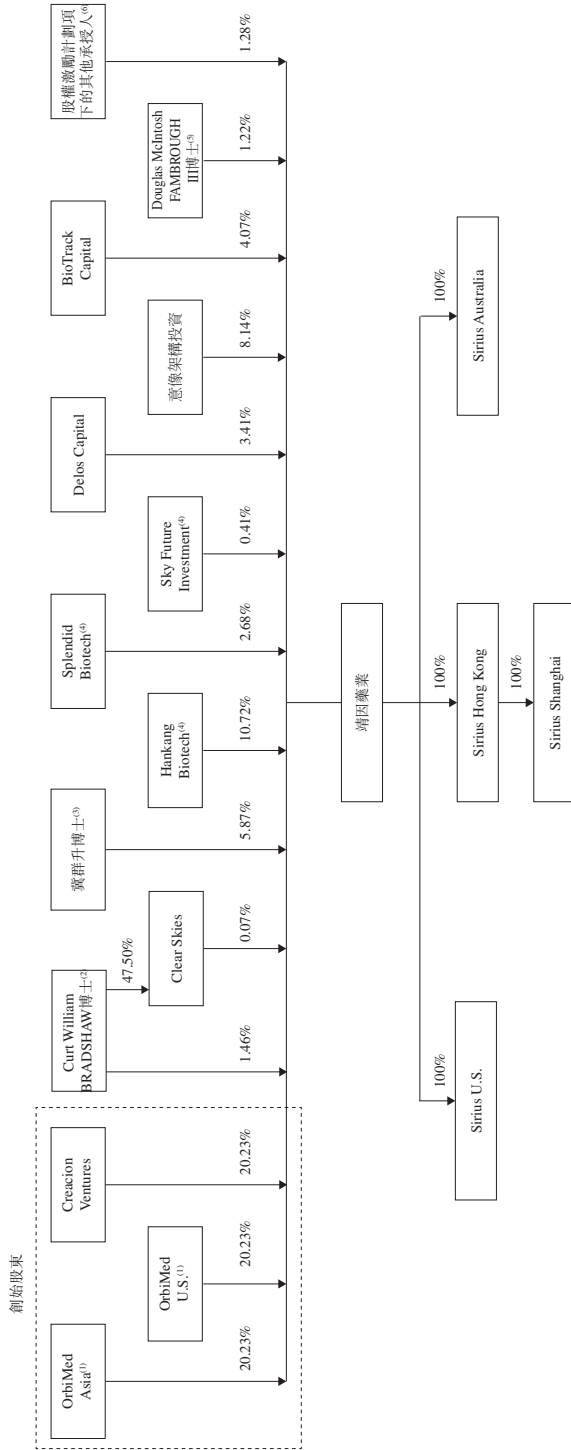 創始股東
OrbiMed
Asia(1)
OrbiMed
U.S.(1)
Creacion
Ventures
Curt William
BRADSHAW博士(2)
Clear Skies
冀群升博士(3)
Hankang
Biotech(4)
Splendid
Biotech(4)
Sky Future
Investment(4)
Delos Capital
意像架構投資
BioTrack
Capital
Douglas McIntosh
FAMBROUGH
III博士(5)
股權激勵計劃項
下的其他承授人(6)
47.50%
20.23%
20.23%
20.23%
1.46%
0.07%
5.87%
10.72%
2.68%
0.41%
3.41%
8.14%
4.07%
1.22%
1.28%
靖因藥業
100%
100%
100%
Sirius U.S.
Sirius Hong Kong
Sirius Australia
100%
Sirius Shanghai